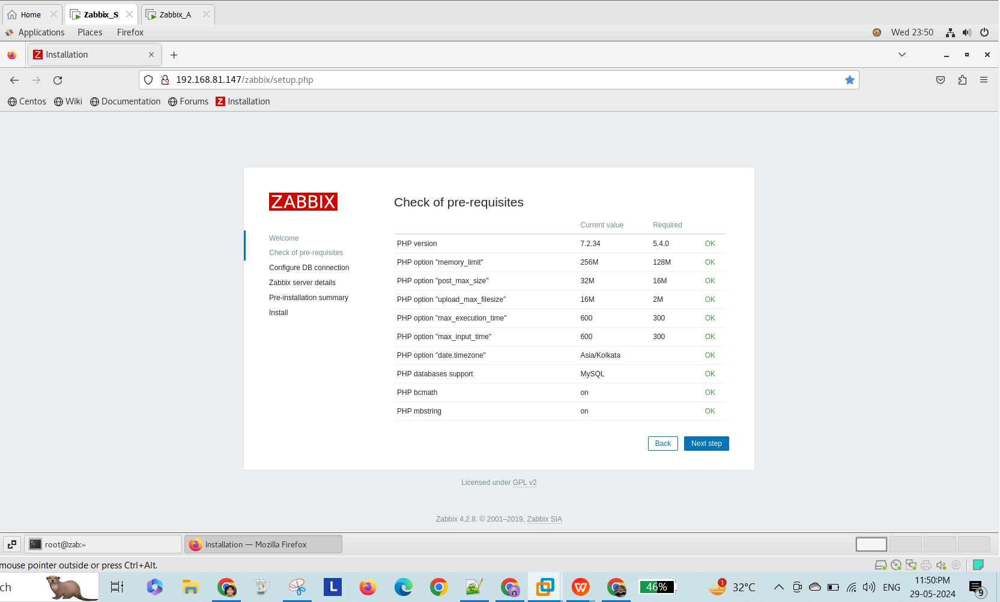 Home Zabbix_S Zabbix_A
Applications Places Firefox Wed 23:50
Z Installation
192.168.81.147/zabbix/setup.php
Centos Wiki Documentation Forums Z Installation
ZABBIX
Welcome
Check of pre-requisites
Configure DB connection
Zabbix server details
Pre-installation summary
Install
Check of pre-requisites
Current value Required
PHP version 7.2.34 5.4.0 OK
PHP option "memory_limit" 256M 128M OK
PHP option "post_max_size" 32M 16M OK
PHP option "upload_max_filesize" 16M 2M OK
PHP option "max_execution_time" 600 300 OK
PHP option "max_input_time" 600 300 OK
PHP option "date.timezone" Asia/Kolkata OK
PHP databases support MySQL OK
PHP bcmath on OK
PHP mbstring on OK
Back Next step
Licensed under GPL v2
Zabbix 4.2.8. © 2001–2019, Zabbix SIA
root@zab:~ Installation — Mozilla Firefox
mouse pointer outside or press Ctrl+Alt.
ch L W 46% 1 32°C ENG 11:50:PM
29-05-2024 9